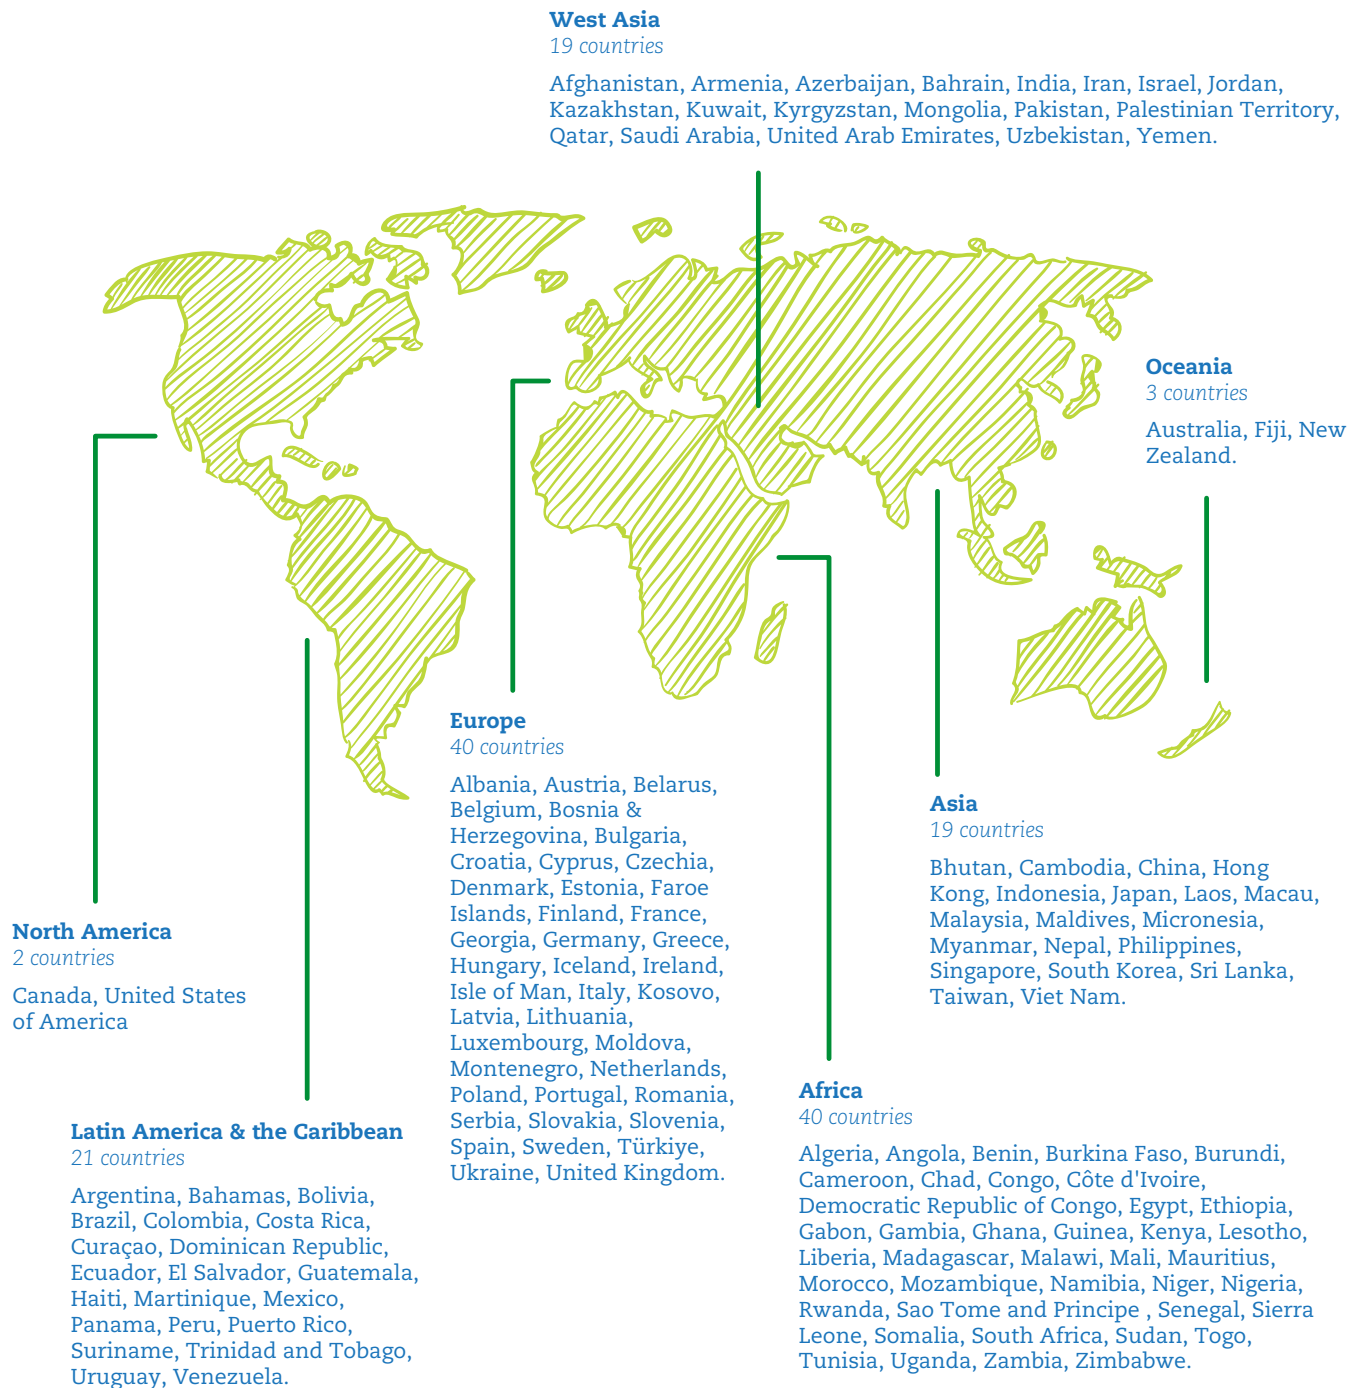 West Asia
19 countries
Afghanistan, Armenia, Azerbaijan, Bahrain, India, Iran, Israel, Jordan,
Kazakhstan, Kuwait, Kyrgyzstan, Mongolia, Pakistan, Palestinian Territory,
Qatar, Saudi Arabia, United Arab Emirates, Uzbekistan, Yemen.
Oceania
3 countries
Australia, Fiji, New
Zealand.
Europe
40 countries
Albania, Austria, Belarus,
Belgium, Bosnia &
Herzegovina, Bulgaria,
Croatia, Cyprus, Czechia,
Denmark, Estonia, Faroe
Islands, Finland, France,
Georgia, Germany, Greece,
Hungary, Iceland, Ireland,
Isle of Man, Italy, Kosovo,
Latvia, Lithuania,
Luxembourg, Moldova,
Montenegro, Netherlands,
Poland, Portugal, Romania,
Serbia, Slovakia, Slovenia,
Spain, Sweden, Türkiye,
Ukraine, United Kingdom.
Asia
19 countries
Bhutan, Cambodia, China, Hong
Kong, Indonesia, Japan, Laos, Macau,
Malaysia, Maldives, Micronesia,
Myanmar, Nepal, Philippines,
Singapore, South Korea, Sri Lanka,
Taiwan, Viet Nam.
North America
2 countries
Canada, United States
of America
Africa
40 countries
Algeria, Angola, Benin, Burkina Faso, Burundi,
Cameroon, Chad, Congo, Côte d'Ivoire,
Democratic Republic of Congo, Egypt, Ethiopia,
Gabon, Gambia, Ghana, Guinea, Kenya, Lesotho,
Liberia, Madagascar, Malawi, Mali, Mauritius,
Morocco, Mozambique, Namibia, Niger, Nigeria,
Rwanda, Sao Tome and Principe , Senegal, Sierra
Leone, Somalia, South Africa, Sudan, Togo,
Tunisia, Uganda, Zambia, Zimbabwe.
Latin America & the Caribbean
21 countries
Argentina, Bahamas, Bolivia,
Brazil, Colombia, Costa Rica,
Curaçao, Dominican Republic,
Ecuador, El Salvador, Guatemala,
Haiti, Martinique, Mexico,
Panama, Peru, Puerto Rico,
Suriname, Trinidad and Tobago,
Uruguay, Venezuela.